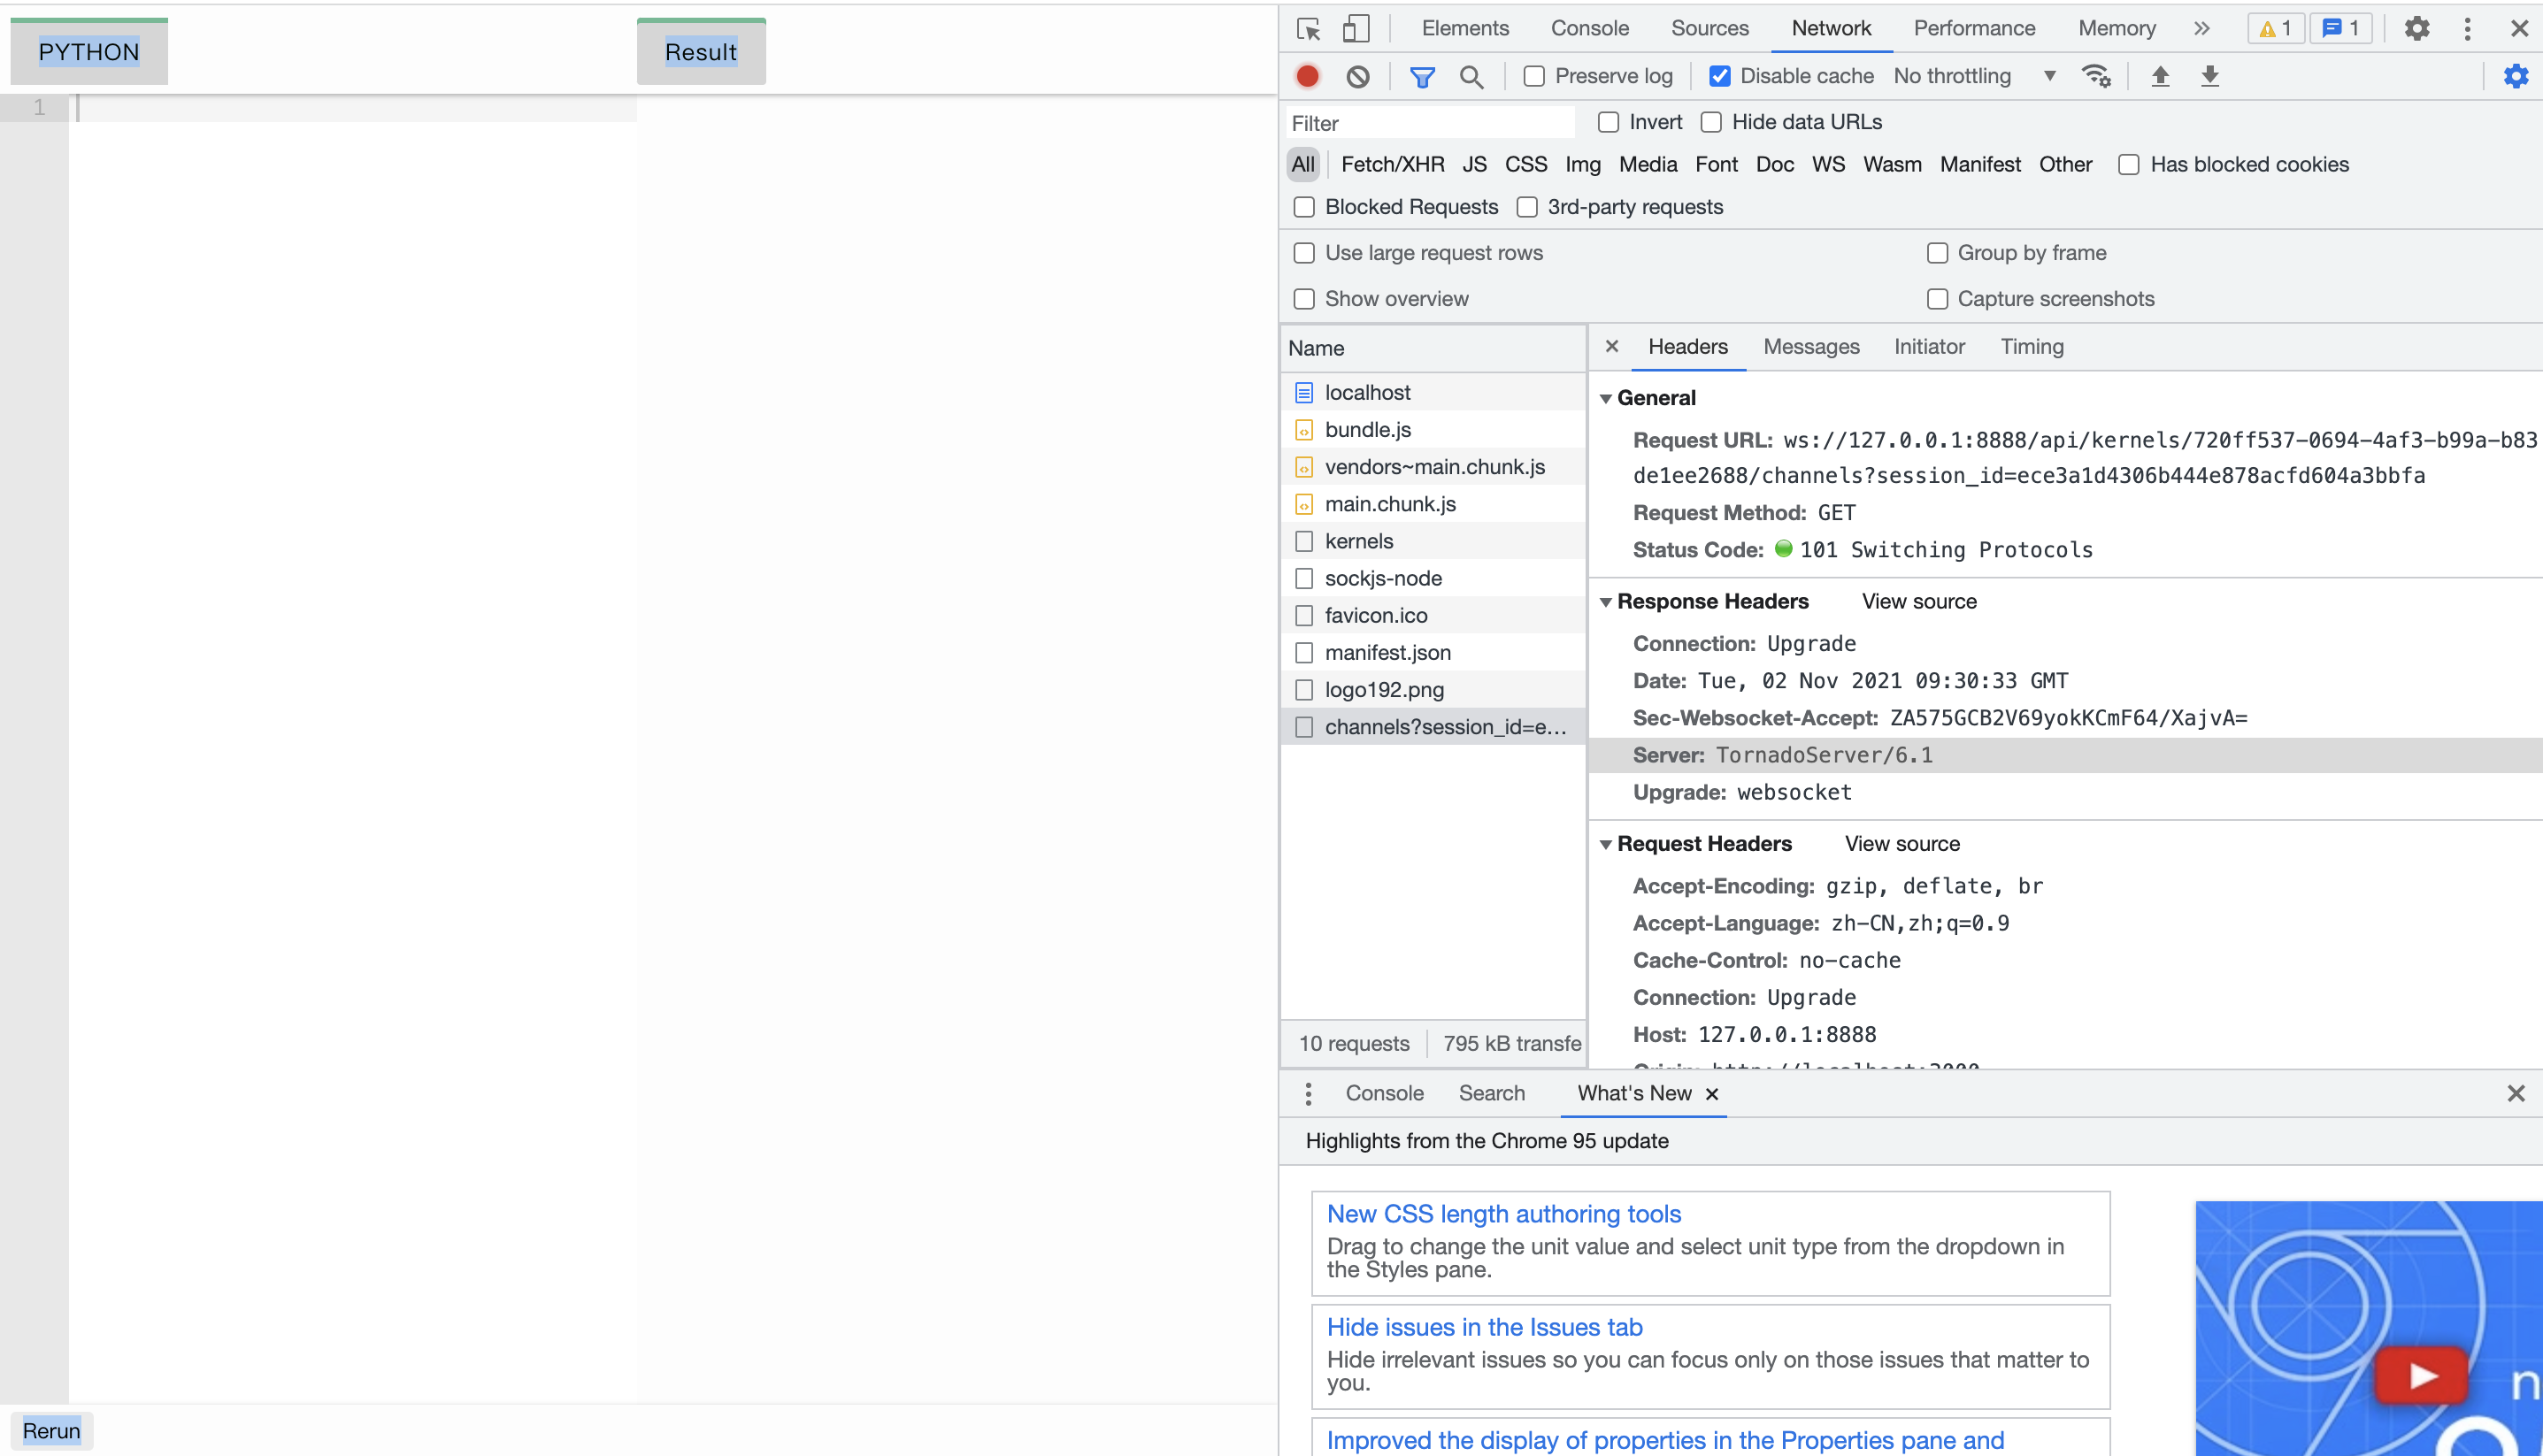 PYTHON
Result
1
Rerun
Elements Console Sources Network Performance Memory 1 1
Preserve log Disable cache No throttling
Filter Invert Hide data URLs
All Fetch/XHR JS CSS Img Media Font Doc WS Wasm Manifest Other Has blocked cookies
Blocked Requests 3rd-party requests
Use large request rows Group by frame
Show overview Capture screenshots
Name
localhost
bundle.js
vendors~main.chunk.js
main.chunk.js
kernels
sockjs-node
favicon.ico
manifest.json
logo192.png
channels?session_id=e...
10 requests 795 kB transfe
Headers Messages Initiator Timing
General
Request URL: ws://127.0.0.1:8888/api/kernels/720ff537-0694-4af3-b99a-b83
de1ee2688/channels?session_id=ece3a1d4306b444e878acfd604a3bbfa
Request Method: GET
Status Code: 101 Switching Protocols
Response Headers View source
Connection: Upgrade
Date: Tue, 02 Nov 2021 09:30:33 GMT
Sec-Websocket-Accept: ZA575GCB2V69yokKCmF64/XajvA=
Server: TornadoServer/6.1
Upgrade: websocket
Request Headers View source
Accept-Encoding: gzip, deflate, br
Accept-Language: zh-CN,zh;q=0.9
Cache-Control: no-cache
Connection: Upgrade
Host: 127.0.0.1:8888
Origin: http://localhost:3000
Console Search What's New
Highlights from the Chrome 95 update
New CSS length authoring tools
Drag to change the unit value and select unit type from the dropdown in
the Styles pane.
Hide issues in the Issues tab
Hide irrelevant issues so you can focus only on those issues that matter to
you.
Improved the display of properties in the Properties pane and